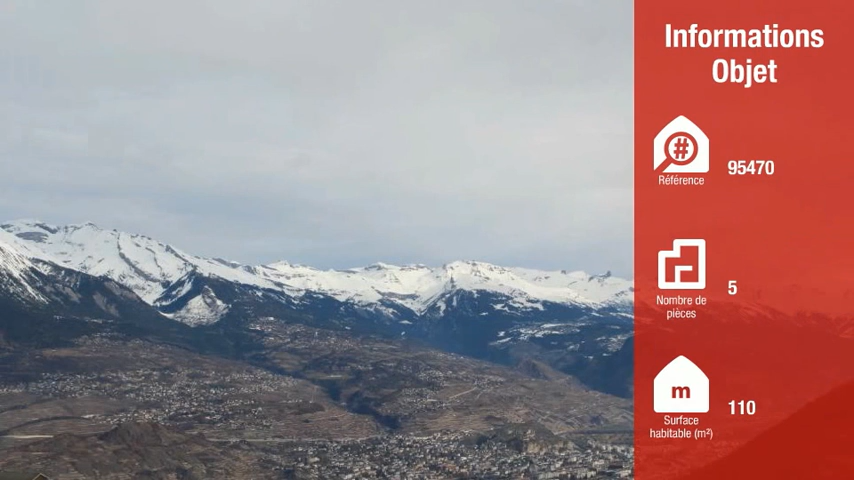 Informations
Objet
#
Référence
95470
Nombre de
pièces
5
m
Surface
habitable (m²)
110